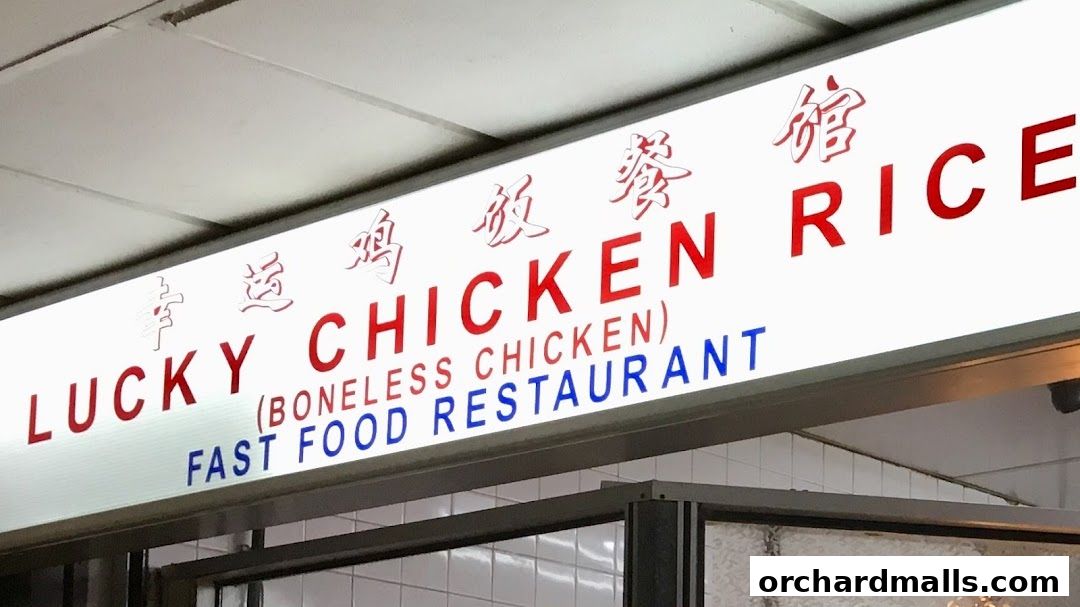 幸运鸡饭餐馆
LUCKY CHICKEN RICE
(BONELESS CHICKEN)
FAST FOOD RESTAURANT
orchardmalls.com